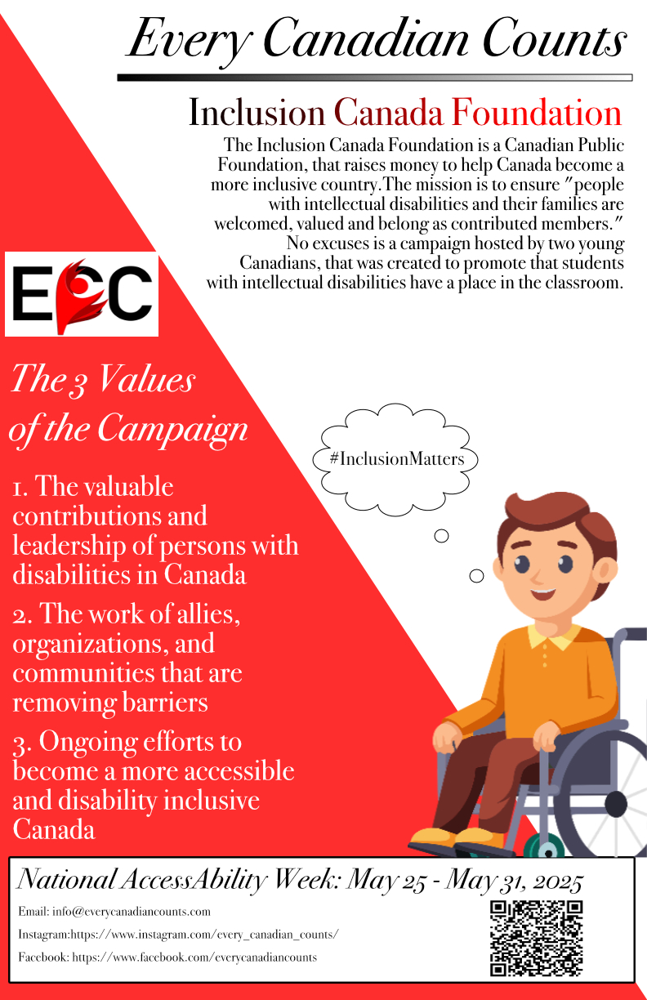 Every Canadian Counts
Inclusion Canada Foundation
The Inclusion Canada Foundation is a Canadian Public
Foundation, that raises money to help Canada become a
more inclusive country.The mission is to ensure "people
with intellectual disabilities and their families are
welcomed, valued and belong as contributed members."
No excuses is a campaign hosted by two young
Canadians, that was created to promote that students
with intellectual disabilities have a place in the classroom.
ECC
The 3 Values
of the Campaign
1. The valuable
contributions and
leadership of persons with
disabilities in Canada
2. The work of allies,
organizations, and
communities that are
removing barriers
3. Ongoing efforts to
become a more accessible
and disability inclusive
Canada
#InclusionMatters
National AccessAbility Week: May 25 - May 31, 2025
Email: info@everycanadiancounts.com
Instagram:https://www.instagram.com/every_canadian_counts/
Facebook: https://www.facebook.com/everycanadiancounts